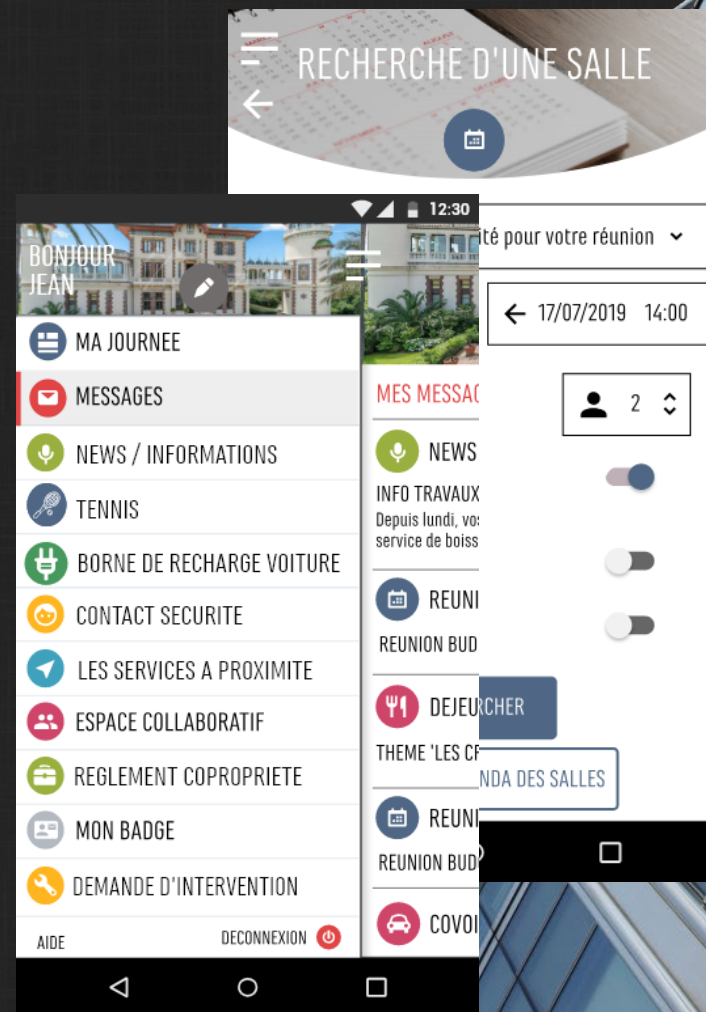 RECHERCHE D'UNE SALLE
12:30
BONJOUR
JEAN
MA JOURNEE
MESSAGES
NEWS / INFORMATIONS
TENNIS
BORNE DE RECHARGE VOITURE
CONTACT SECURITE
LES SERVICES A PROXIMITE
ESPACE COLLABORATIF
REGLEMENT COPROPRIETE
MON BADGE
DEMANDE D'INTERVENTION
AIDE
DECONNEXION
MES MESSAG
NEWS
INFO TRAVAUX
Depuis lundi, vos
service de boiss
REUNI
REUNION BUD
DEJEU
THEME 'LES CR
REUNI
REUNION BUD
COVOI
ité pour votre réunion
17/07/2019 14:00
2
RCHER
NDA DES SALLES